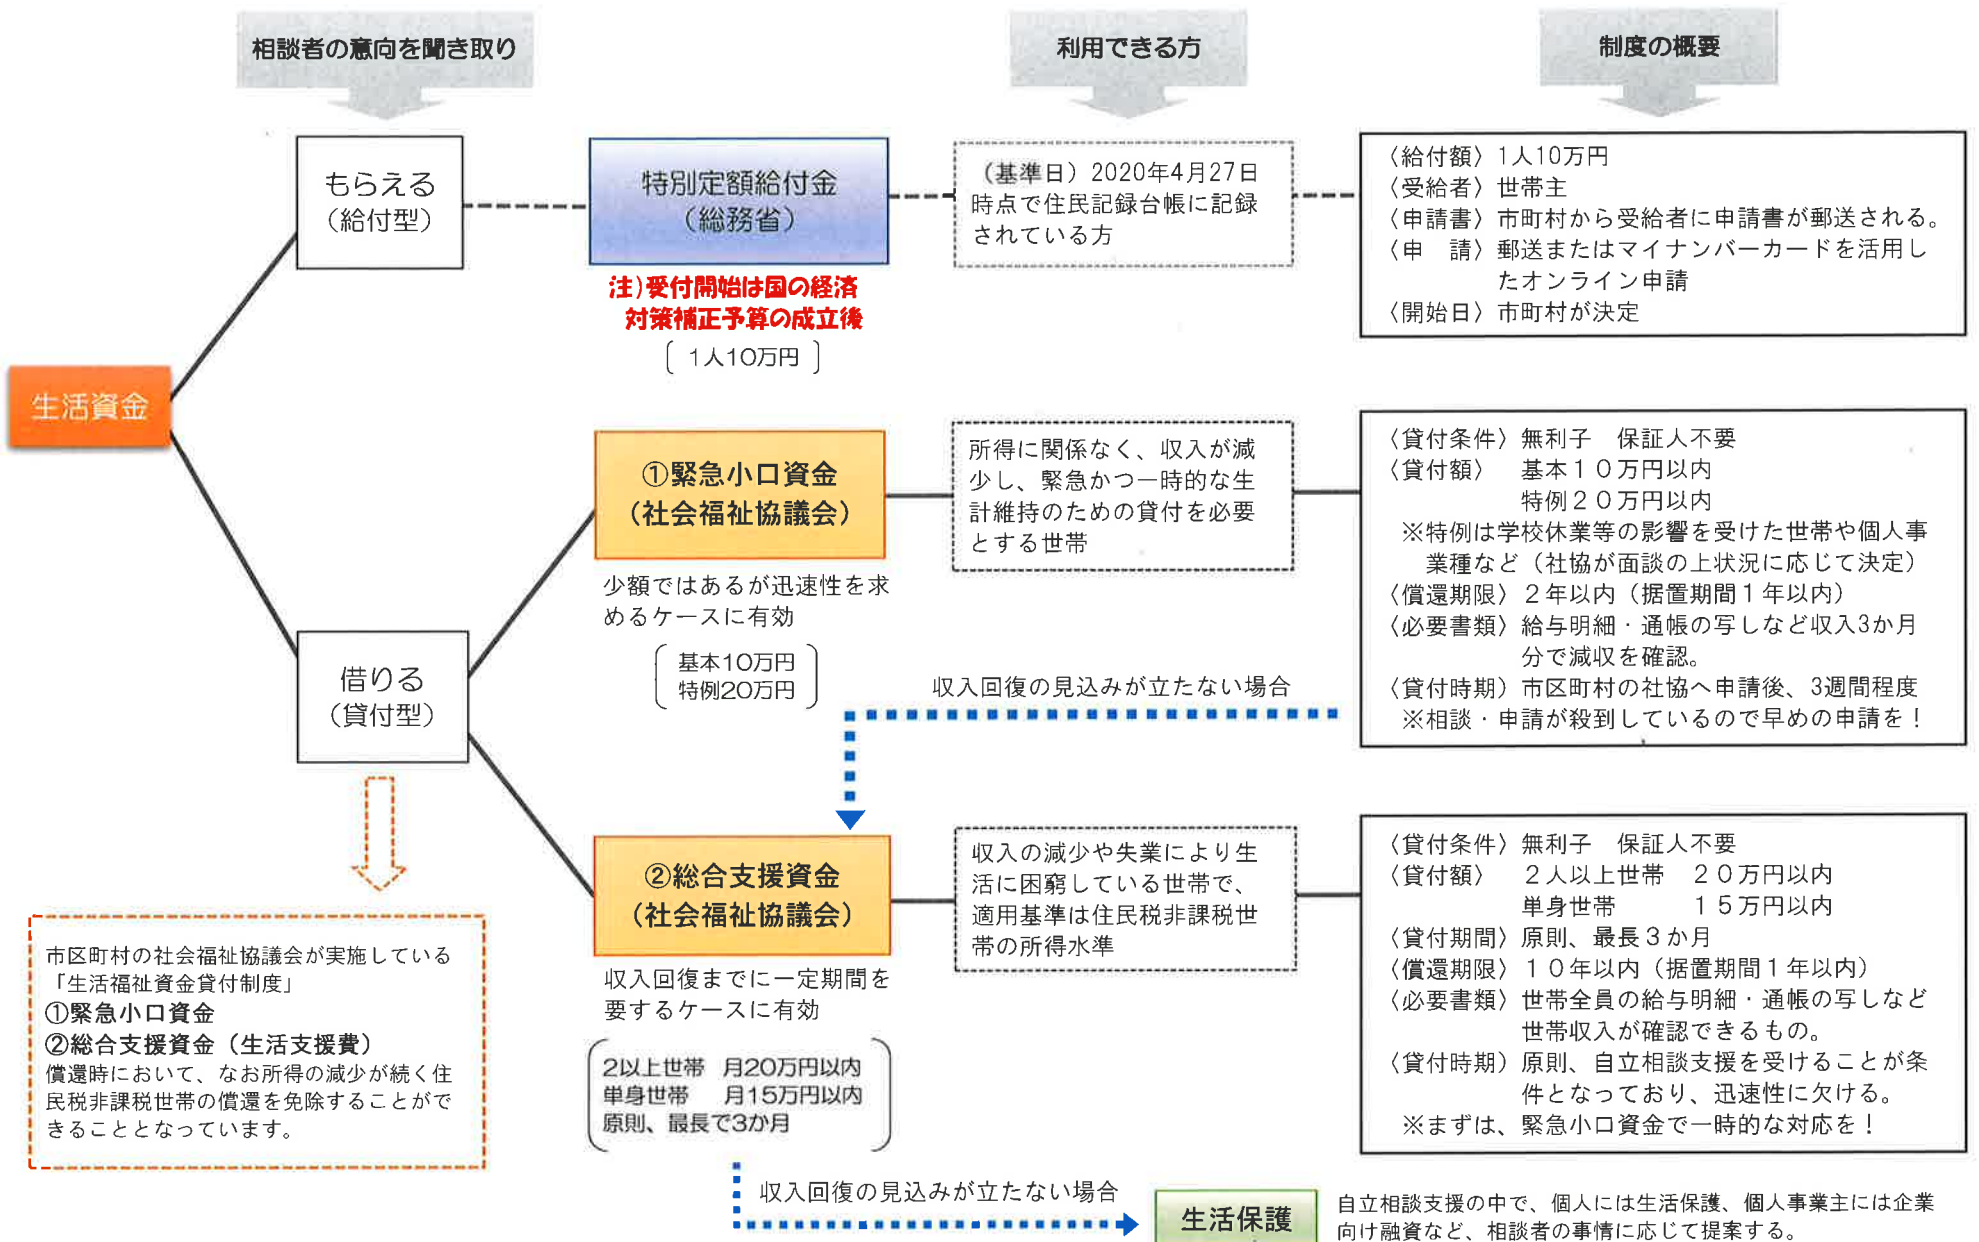 相談者の意向を聞き取り
利用できる方
制度の概要
もらえる
（給付型）
特別定額給付金
（総務省）
注）受付開始は国の経済
対策補正予算の成立後
〔 1人10万円 〕
（基準日）2020年4月27日
時点で住民記録台帳に記録
されている方
〈給付額〉1人10万円
〈受給者〉世帯主
〈申請書〉市町村から受給者に申請書が郵送される。
〈申　請〉郵送またはマイナンバーカードを活用し
たオンライン申請
〈開始日〉市町村が決定
生活資金
①緊急小口資金
（社会福祉協議会）
少額ではあるが迅速性を求
めるケースに有効
基本10万円
特例20万円
所得に関係なく、収入が減
少し、緊急かつ一時的な生
計維持のための貸付を必要
とする世帯
〈貸付条件〉無利子　保証人不要
〈貸付額〉　基本１０万円以内
特例２０万円以内
※特例は学校休業等の影響を受けた世帯や個人事
業種など（社協が面談の上状況に応じて決定）
〈償還期限〉２年以内（据置期間１年以内）
〈必要書類〉給与明細・通帳の写しなど収入3か月
分で減収を確認。
〈貸付時期〉市区町村の社協へ申請後、3週間程度
※相談・申請が殺到しているので早めの申請を！
借りる
（貸付型）
収入回復の見込みが立たない場合
②総合支援資金
（社会福祉協議会）
収入回復までに一定期間を
要するケースに有効
2以上世帯　月20万円以内
単身世帯　　月15万円以内
原則、最長で3か月
収入の減少や失業により生
活に困窮している世帯で、
適用基準は住民税非課税世
帯の所得水準
〈貸付条件〉無利子　保証人不要
〈貸付額〉　２人以上世帯　２０万円以内
単身世帯　　　１５万円以内
〈貸付期間〉原則、最長３か月
〈償還期限〉１０年以内（据置期間１年以内）
〈必要書類〉世帯全員の給与明細・通帳の写しなど
世帯収入が確認できるもの。
〈貸付時期〉原則、自立相談支援を受けることが条
件となっており、迅速性に欠ける。
※まずは、緊急小口資金で一時的な対応を！
市区町村の社会福祉協議会が実施している
「生活福祉資金貸付制度」
①緊急小口資金
②総合支援資金（生活支援費）
償還時において、なお所得の減少が続く住
民税非課税世帯の償還を免除することがで
きることとなっています。
収入回復の見込みが立たない場合
生活保護
自立相談支援の中で、個人には生活保護、個人事業主には企業
向け融資など、相談者の事情に応じて提案する。